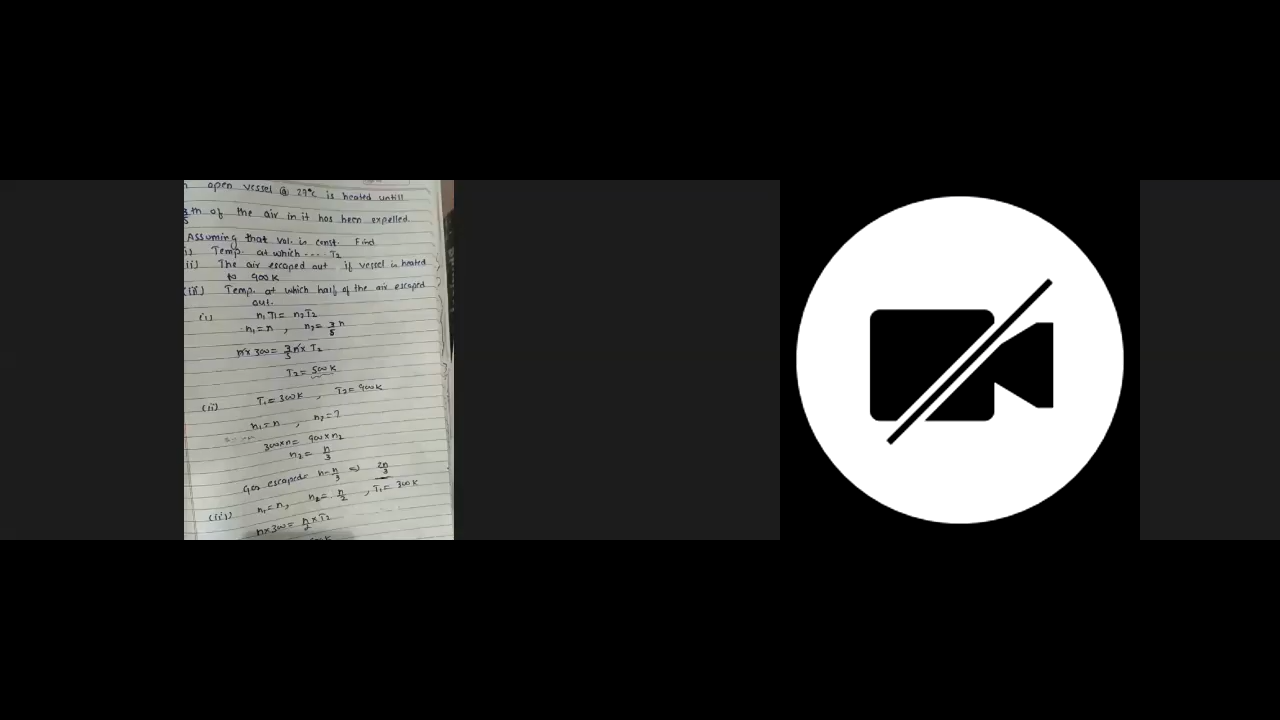 open vessel @ 27°c is heated untill
3/5th of the air in it has been expelled.
Assuming that vol. is const. Find
i) Temp. at which --- T₂
ii) The air escaped out if vessel is heated
to 900 K
(iii) Temp. at which half of the air escaped
out.
(i) n₁T₁ = n₂T₂
n₁ = n , n₂ = 3/5 n
n × 300 = 3/5 n × T₂
T₂ = 500 K
(ii) T₁ = 300 K , T₂ = 900 K
n₁ = n , n₂ = ?
300 × n = 900 × n₂
n₂ = n/3
Gas escaped = n - n/3 ⇒ 2n/3
(iii) n₁ = n, n₂ = n/2 , T₁ = 300 K
n × 300 = n/2 × T₂